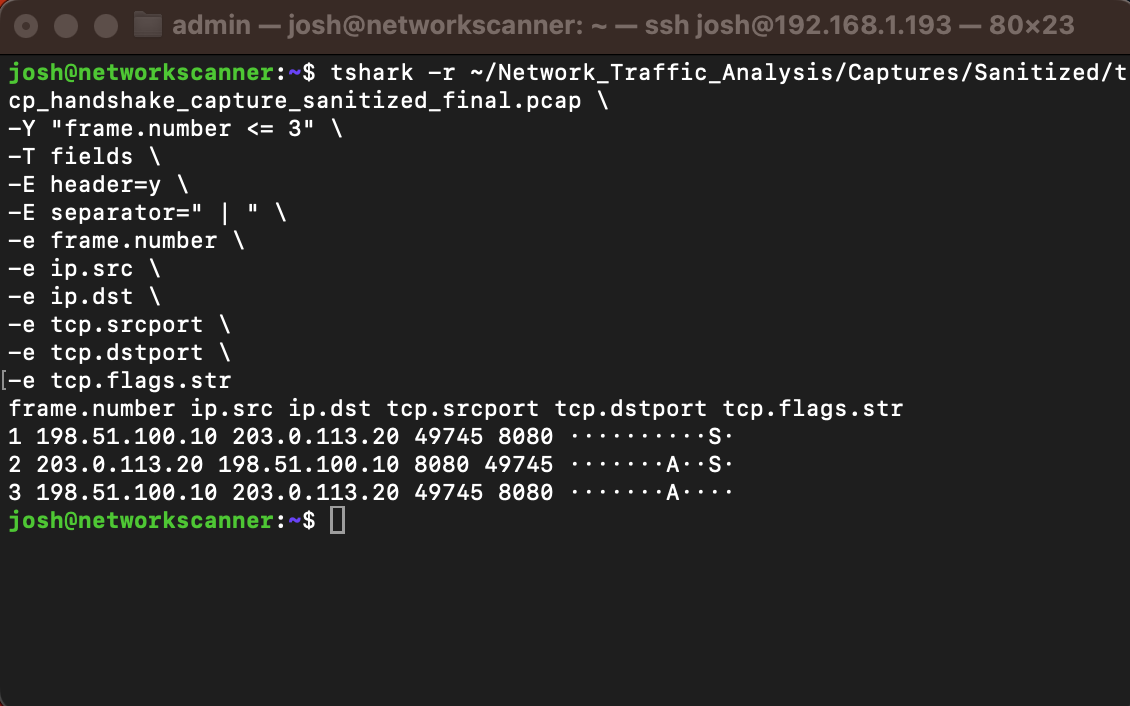 admin — josh@networkscanner: ~ — ssh josh@192.168.1.193 — 80×23
josh@networkscanner:~$ tshark -r ~/Network_Traffic_Analysis/Captures/Sanitized/t
cp_handshake_capture_sanitized_final.pcap \
-Y "frame.number <= 3" \
-T fields \
-E header=y \
-E separator=" | " \
-e frame.number \
-e ip.src \
-e ip.dst \
-e tcp.srcport \
-e tcp.dstport \
[-e tcp.flags.str
frame.number ip.src ip.dst tcp.srcport tcp.dstport tcp.flags.str
1 198.51.100.10 203.0.113.20 49745 8080 ··········S·
2 203.0.113.20 198.51.100.10 8080 49745 ·······A··S·
3 198.51.100.10 203.0.113.20 49745 8080 ·······A····
josh@networkscanner:~$